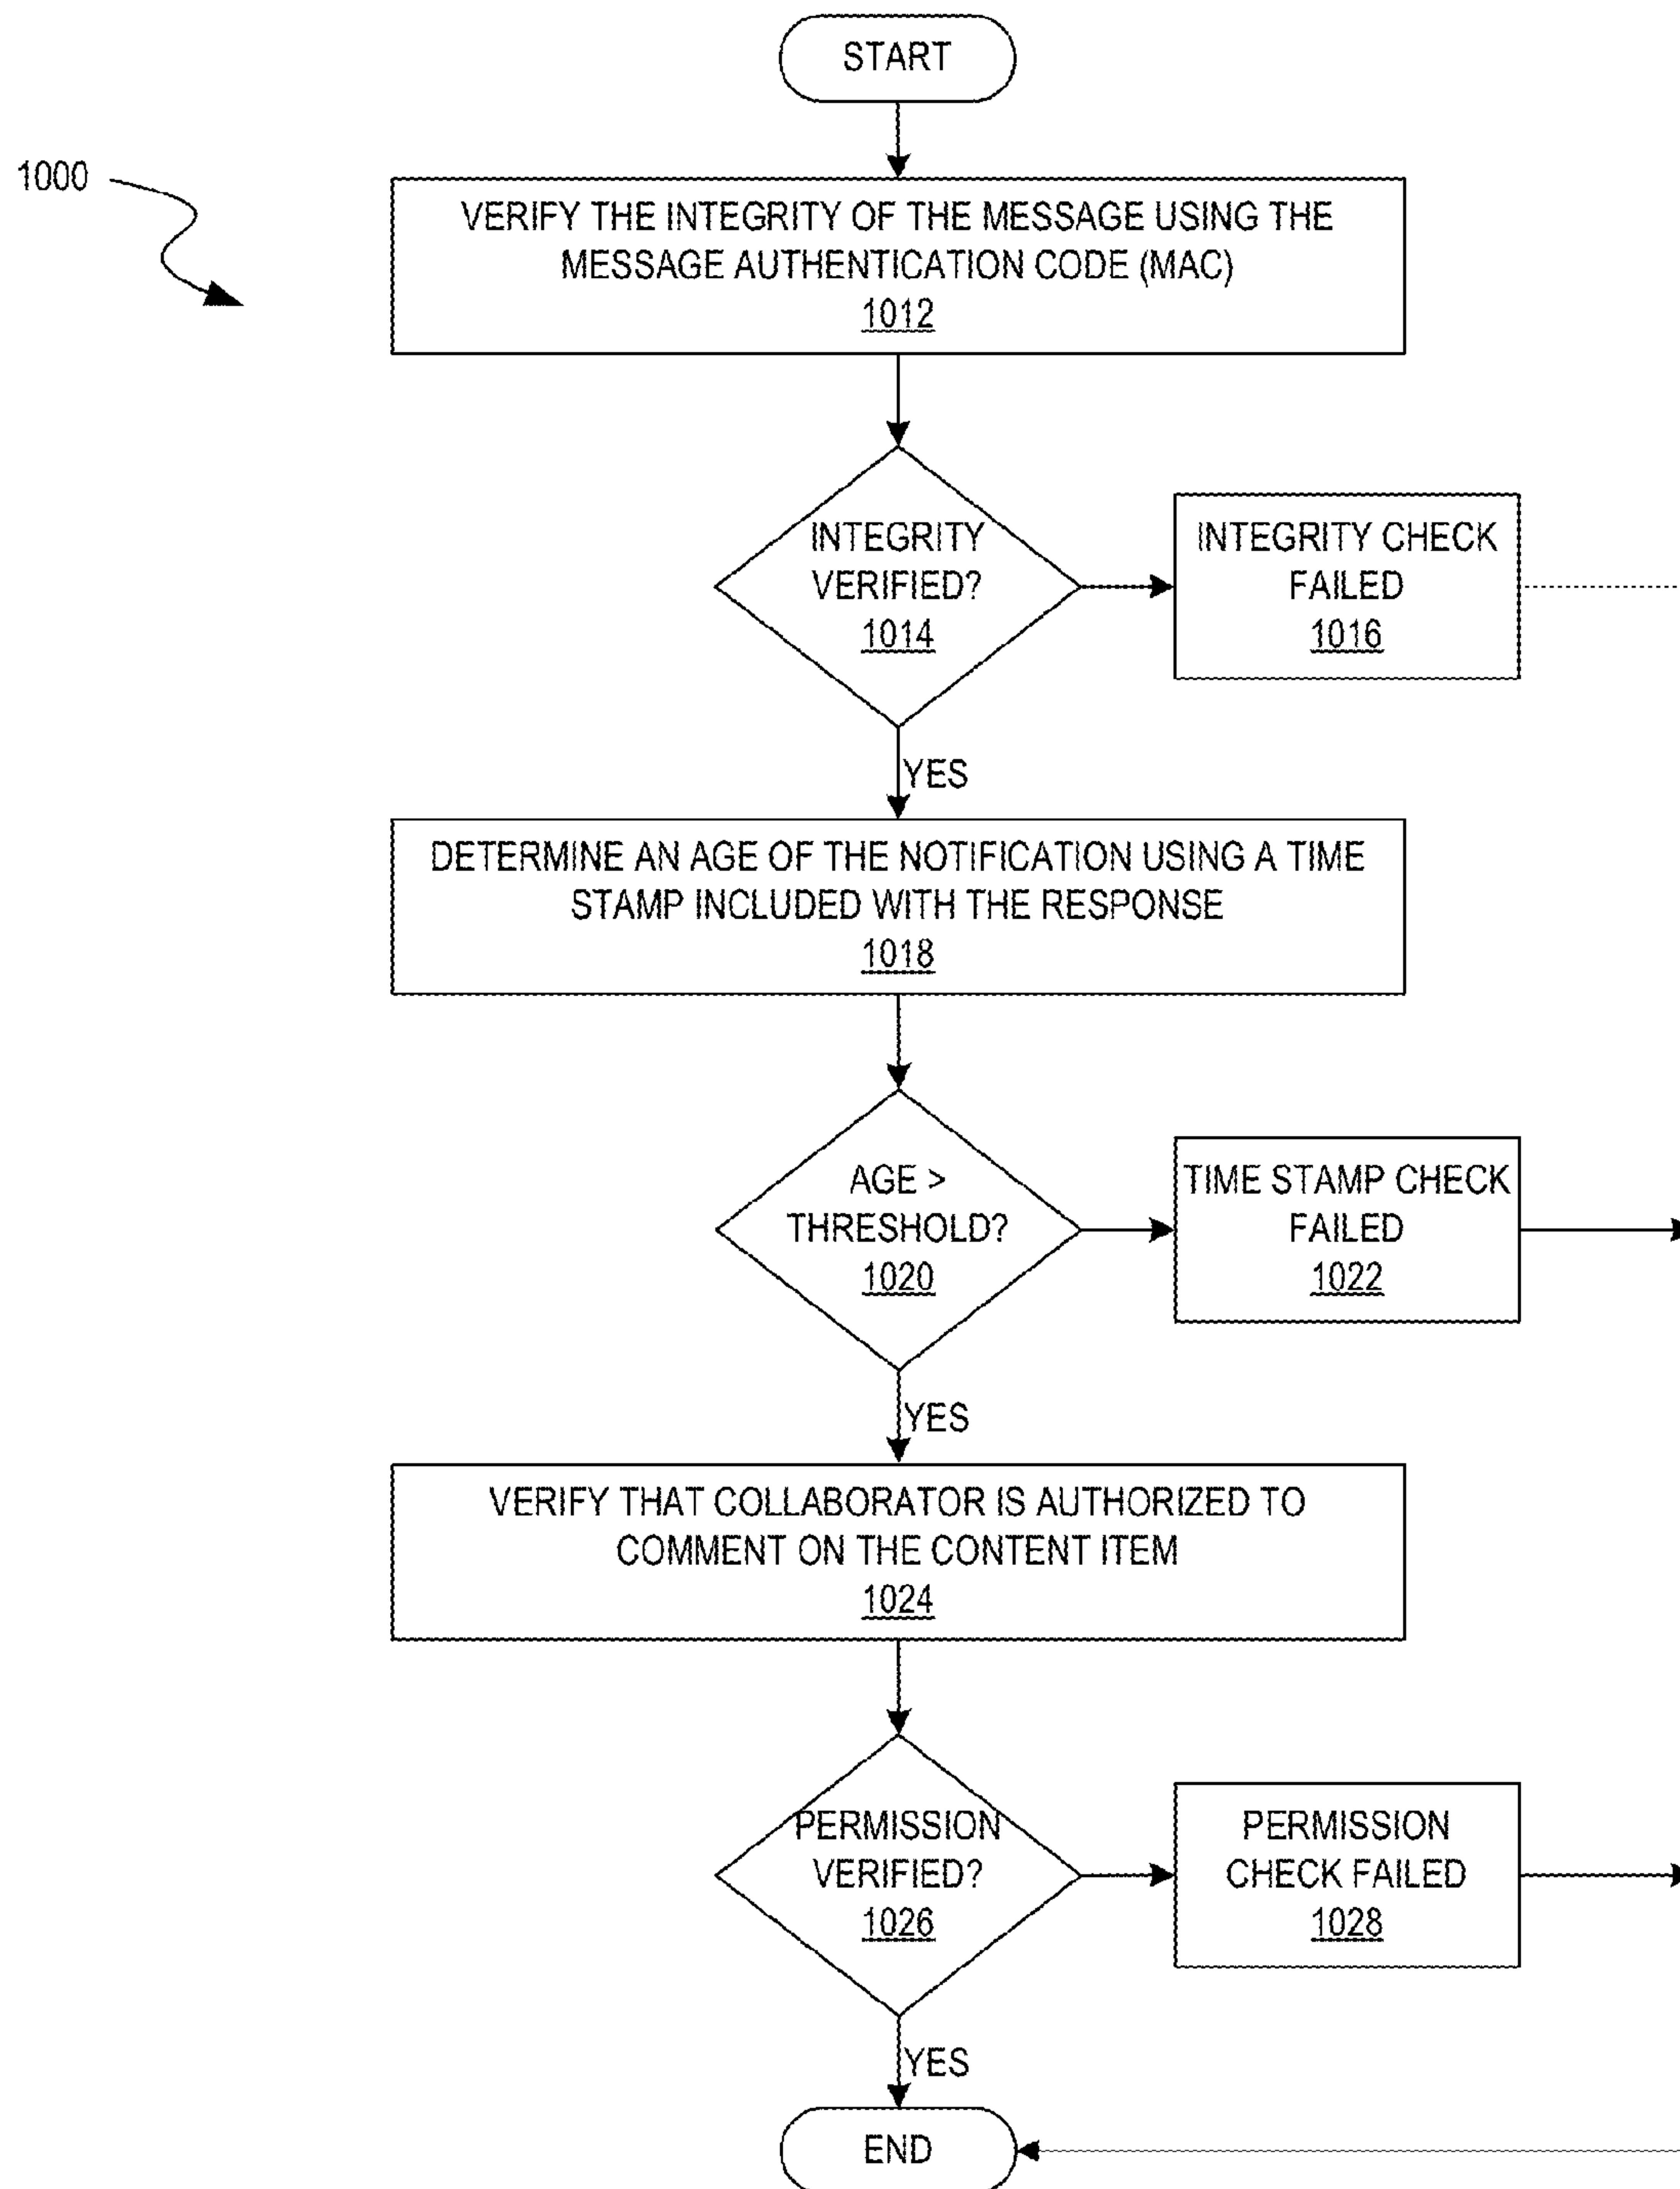 START
1000
VERIFY THE INTEGRITY OF THE MESSAGE USING THE
MESSAGE AUTHENTICATION CODE (MAC)
1012
INTEGRITY
VERIFIED?
1014
INTEGRITY CHECK
FAILED
1016
YES
DETERMINE AN AGE OF THE NOTIFICATION USING A TIME
STAMP INCLUDED WITH THE RESPONSE
1018
AGE >
THRESHOLD?
1020
TIME STAMP CHECK
FAILED
1022
YES
VERIFY THAT COLLABORATOR IS AUTHORIZED TO
COMMENT ON THE CONTENT ITEM
1024
PERMISSION
VERIFIED?
1026
PERMISSION
CHECK FAILED
1028
YES
END